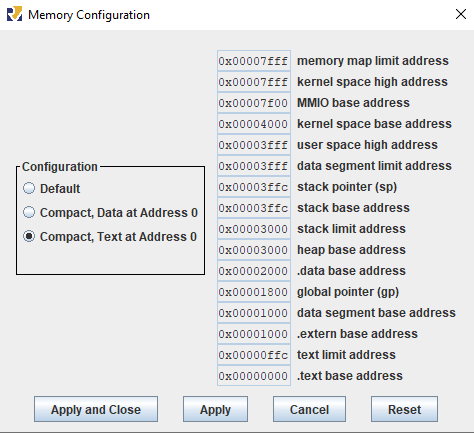 Memory Configuration
0x00007fff memory map limit address
0x00007fff kernel space high address
0x00007f00 MMIO base address
0x00004000 kernel space base address
0x00003fff user space high address
0x00003fff data segment limit address
0x00003ffc stack pointer (sp)
0x00003ffc stack base address
0x00003000 stack limit address
0x00003000 heap base address
0x00002000 .data base address
0x00001800 global pointer (gp)
0x00001000 data segment base address
0x00001000 .extern base address
0x00000ffc text limit address
0x00000000 .text base address
Configuration
Default
Compact, Data at Address 0
Compact, Text at Address 0
Apply and Close Apply Cancel Reset